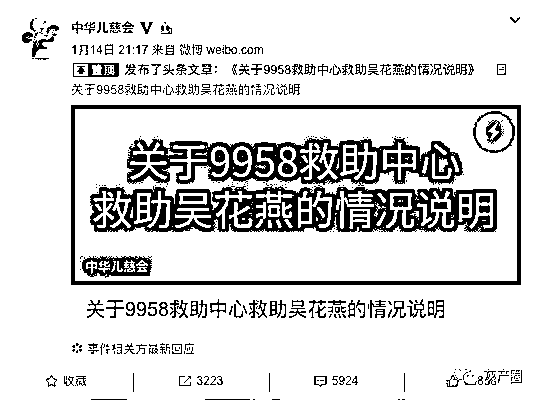 中华儿慈会 V
1月14日 21:17 来自 微博 weibo.com
发布了头条文章：《关于9958救助中心救助吴花燕的情况说明》
关于9958救助中心救助吴花燕的情况说明
关于9958救助中心
救助吴花燕的情况说明
中华儿慈会
关于9958救助中心救助吴花燕的情况说明
事件相关方最新回应
收藏 3223 5924
灰产圈